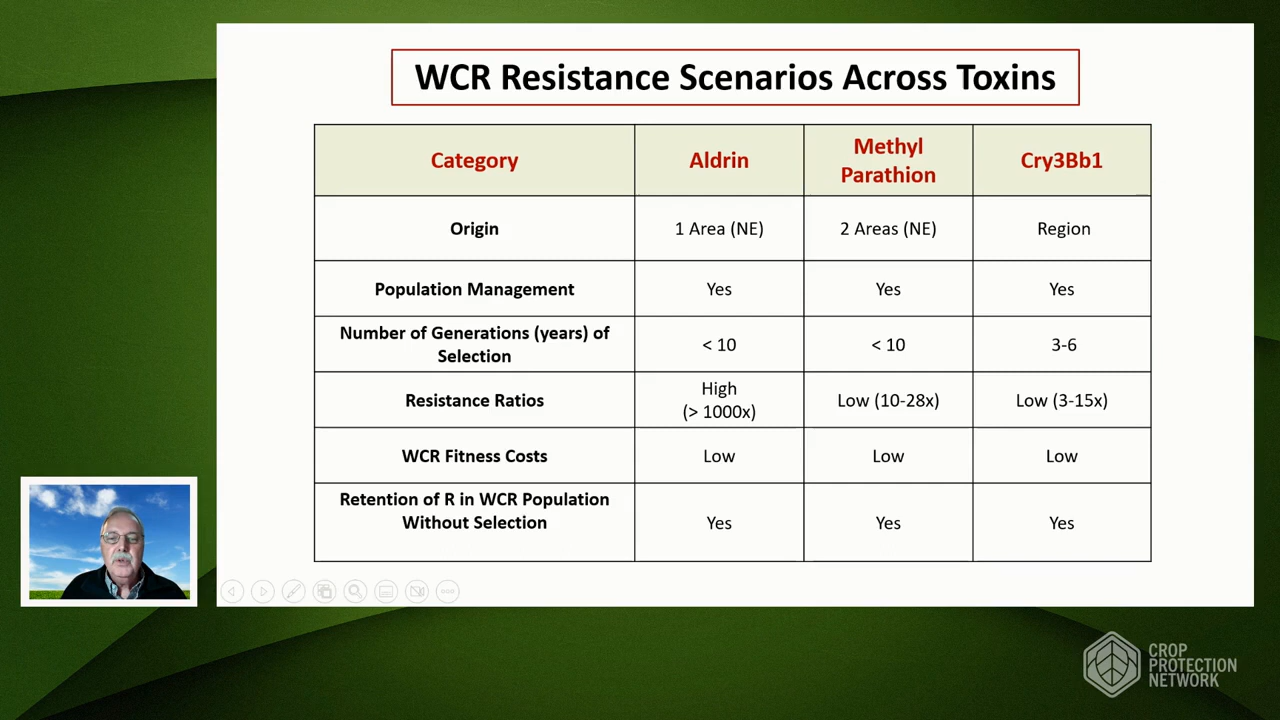 WCR Resistance Scenarios Across Toxins
Category
Aldrin
Methyl
Parathion
Cry3Bb1
Origin
1 Area (NE)
2 Areas (NE)
Region
Population Management
Yes
Yes
Yes
Number of Generations (years) of
Selection
< 10
< 10
3-6
Resistance Ratios
High
(> 1000x)
Low (10-28x)
Low (3-15x)
WCR Fitness Costs
Low
Low
Low
Retention of R in WCR Population
Without Selection
Yes
Yes
Yes
CROP
PROTECTION
NETWORK